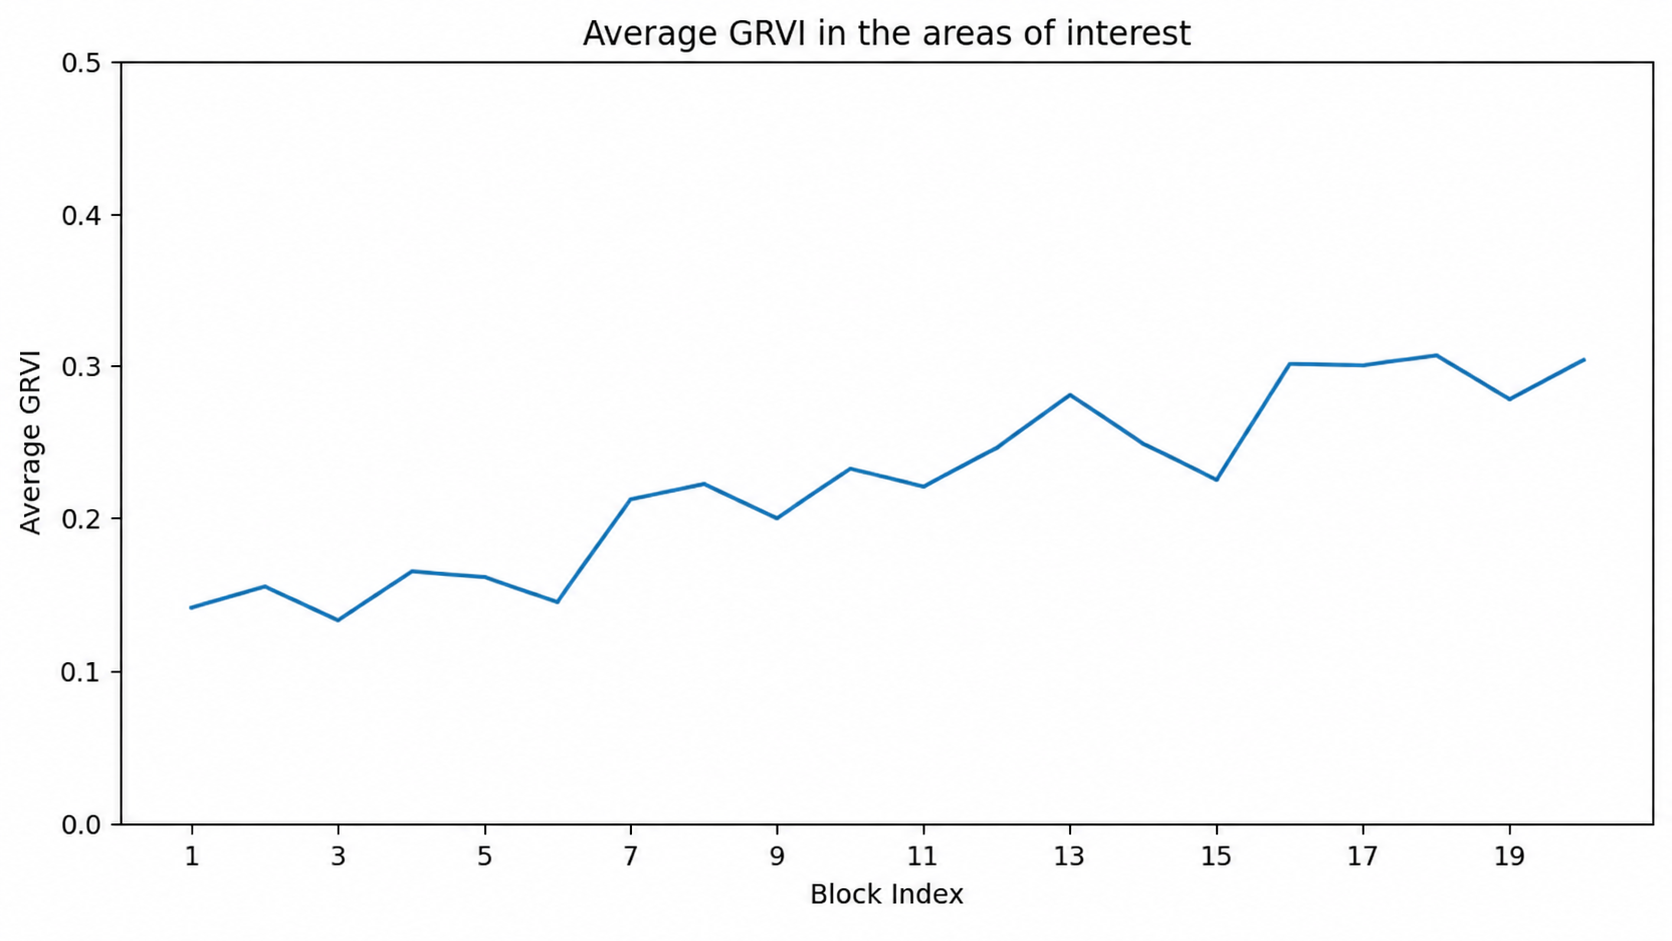 Average GRVI in the areas of interest
0.5
0.4
0.3
0.2
0.1
0.0
Average GRVI
1 3 5 7 9 11 13 15 17 19
Block Index